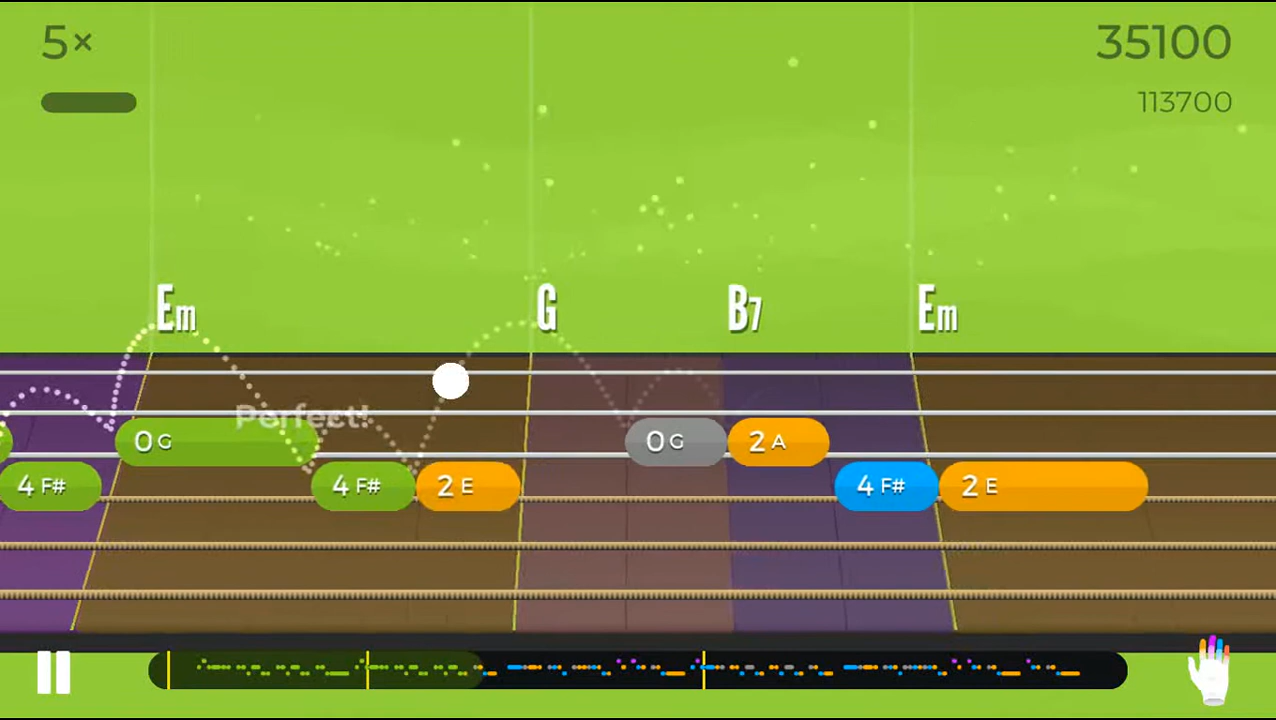 5×
35100
113700
Em G B7 Em
Perfect!
G 0 G 0 G 2 A
4 F# 4 F# 2 E 4 F# 2 E